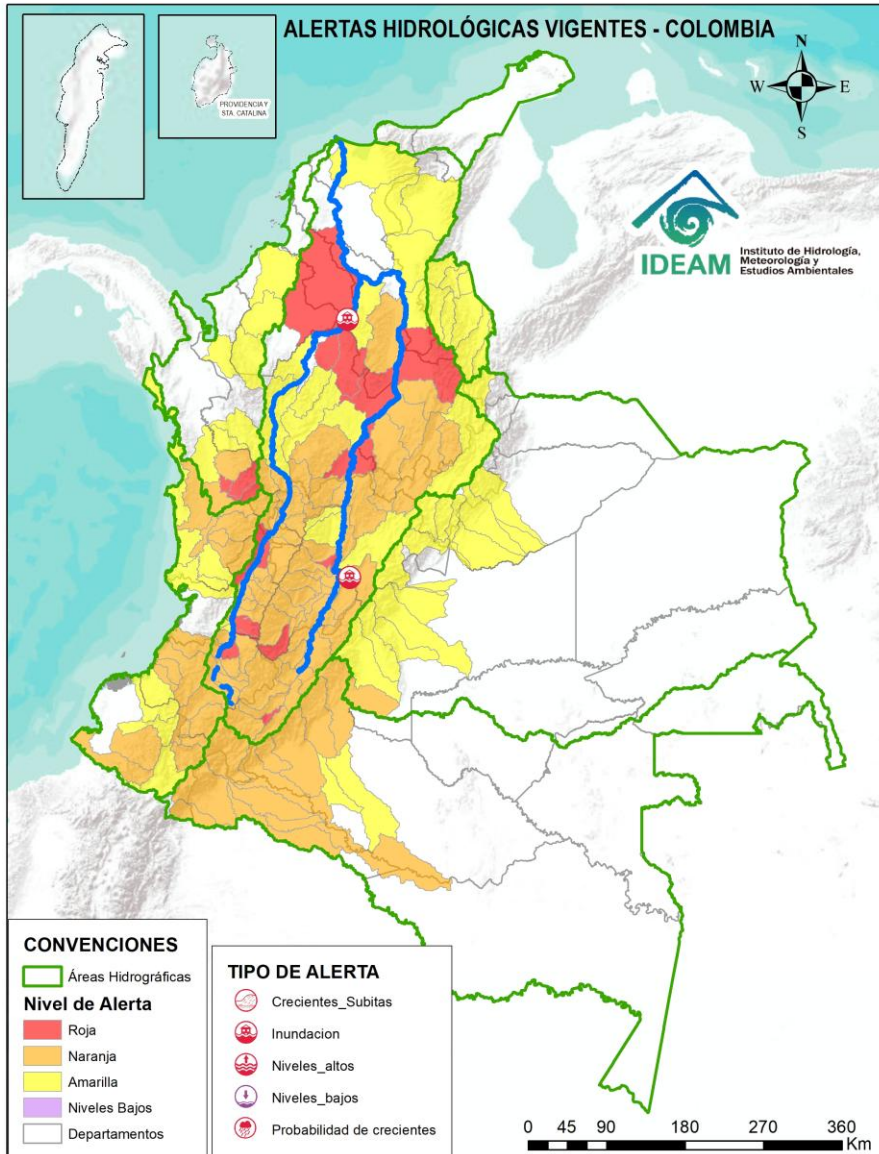 ALERTAS HIDROLÓGICAS VIGENTES - COLOMBIA
PROVIDENCIA Y
STA. CATALINA
N
W
E
S
IDEAM
Instituto de Hidrología,
Meteorología y
Estudios Ambientales
CONVENCIONES
Áreas Hidrográficas
Nivel de Alerta
Roja
Naranja
Amarilla
Niveles Bajos
Departamentos
TIPO DE ALERTA
Crecientes_Subitas
Inundacion
Niveles_altos
Niveles_bajos
Probabilidad de crecientes
0 45 90 180 270 360
Km